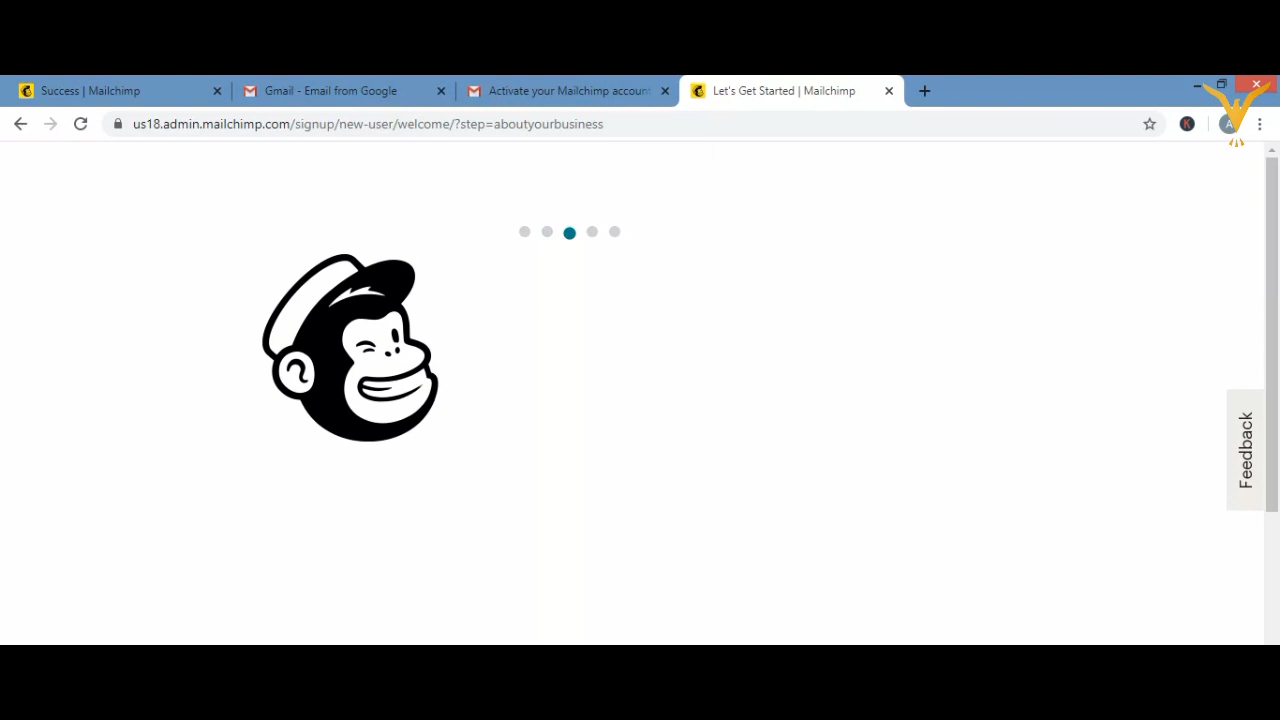 Success | Mailchimp
Gmail - Email from Google
Activate your Mailchimp accoun
Let's Get Started | Mailchimp
us18.admin.mailchimp.com/signup/new-user/welcome/?step=aboutyourbusiness
K
A
Feedback